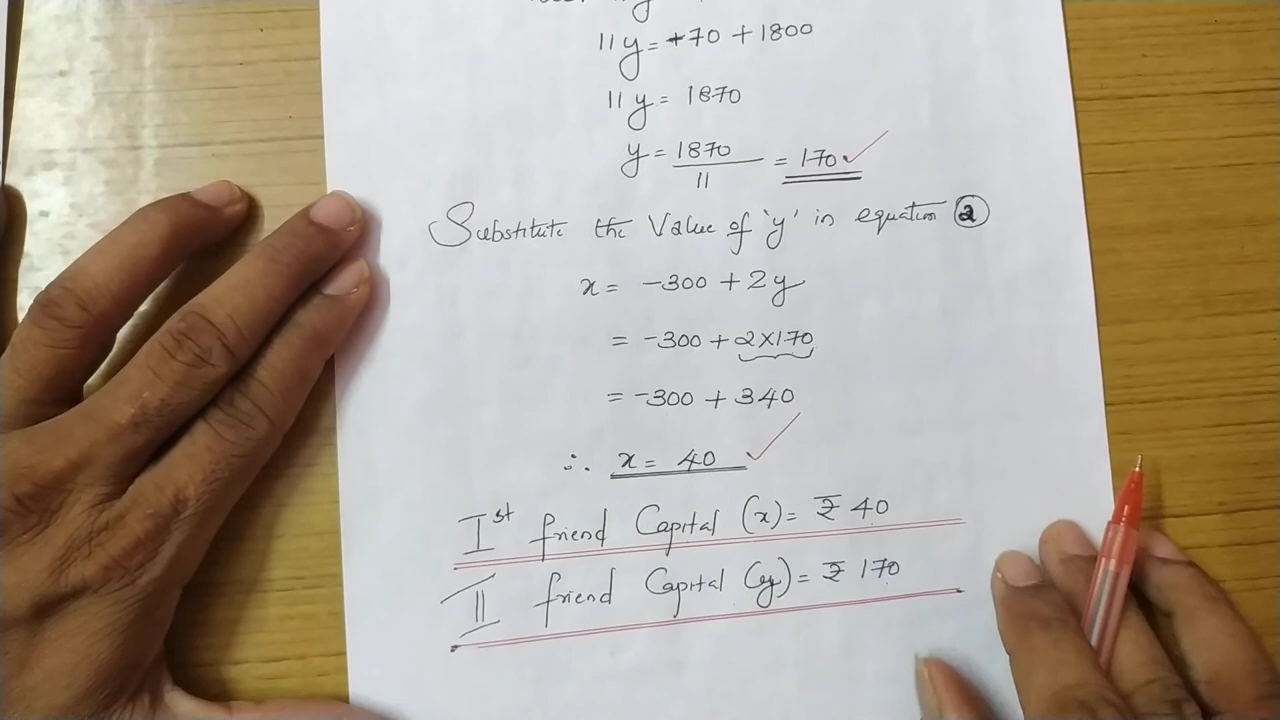 11y = +70 + 1800
11y = 1870
y = 1870/11 = 170 ✓
Substitute the Value of 'y' in equation ②
x = -300 + 2y
= -300 + 2×170
= -300 + 340
∴ x = 40 ✓
Ist friend Capital (x) = ₹ 40
II friend Capital (y) = ₹ 170